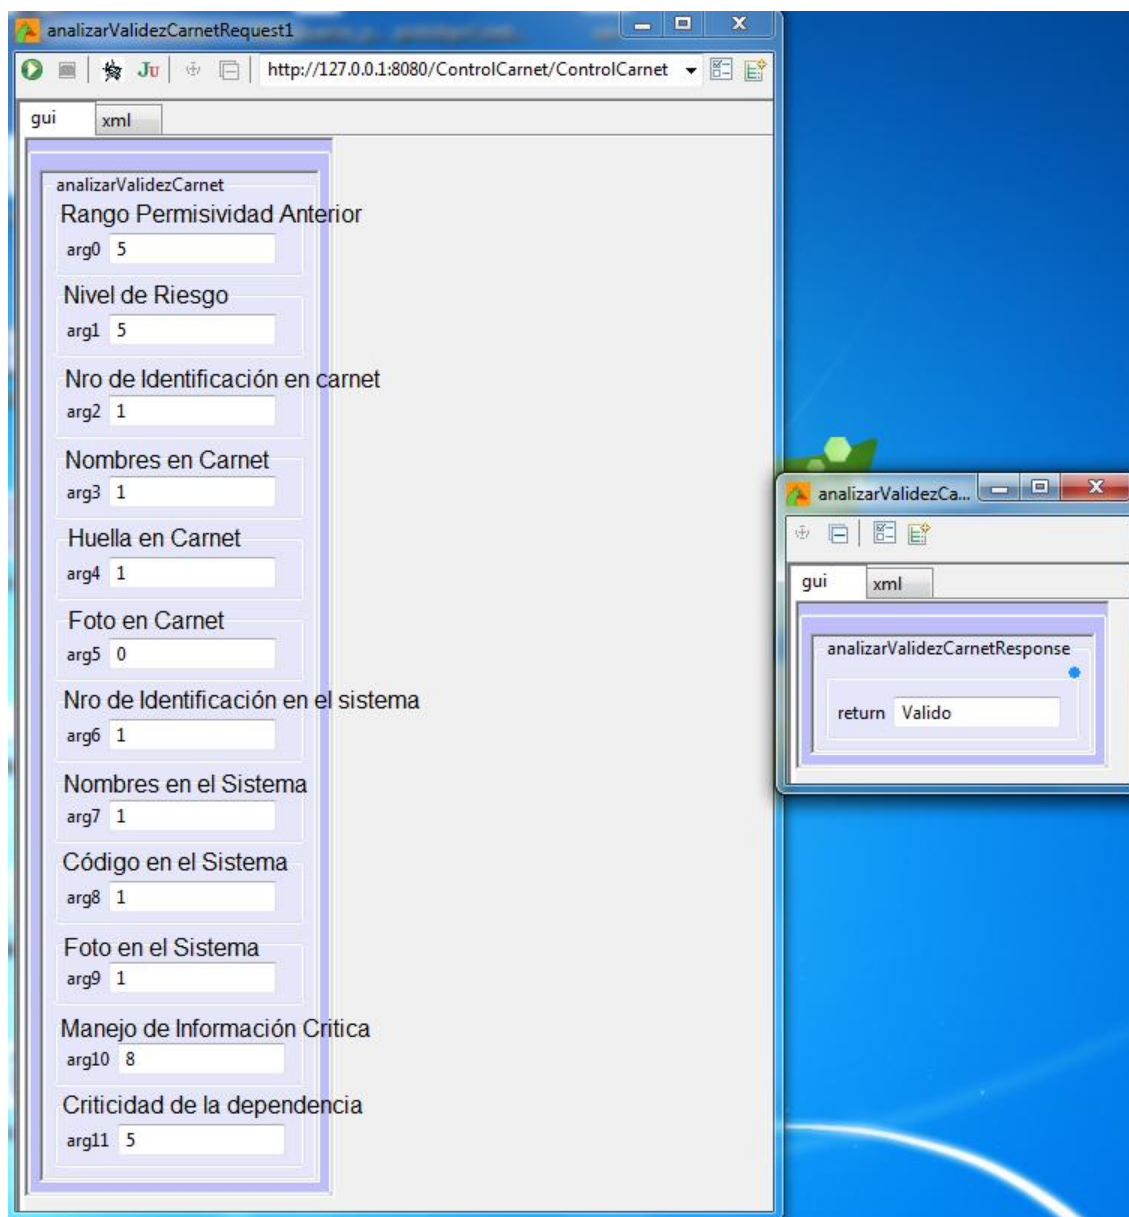 analizarValidezCarnetRequest1
JU http://127.0.0.1:8080/ControlCarnet/ControlCarnet
gui xml
analizarValidezCarnet
Rango Permisividad Anterior
arg0 5
Nivel de Riesgo
arg1 5
Nro de Identificación en carnet
arg2 1
Nombres en Carnet
arg3 1
Huella en Carnet
arg4 1
Foto en Carnet
arg5 0
Nro de Identificación en el sistema
arg6 1
Nombres en el Sistema
arg7 1
Código en el Sistema
arg8 1
Foto en el Sistema
arg9 1
Manejo de Información Critica
arg10 8
Criticidad de la dependencia
arg11 5
analizarValidezCa...
gui xml
analizarValidezCarnetResponse
return Valido